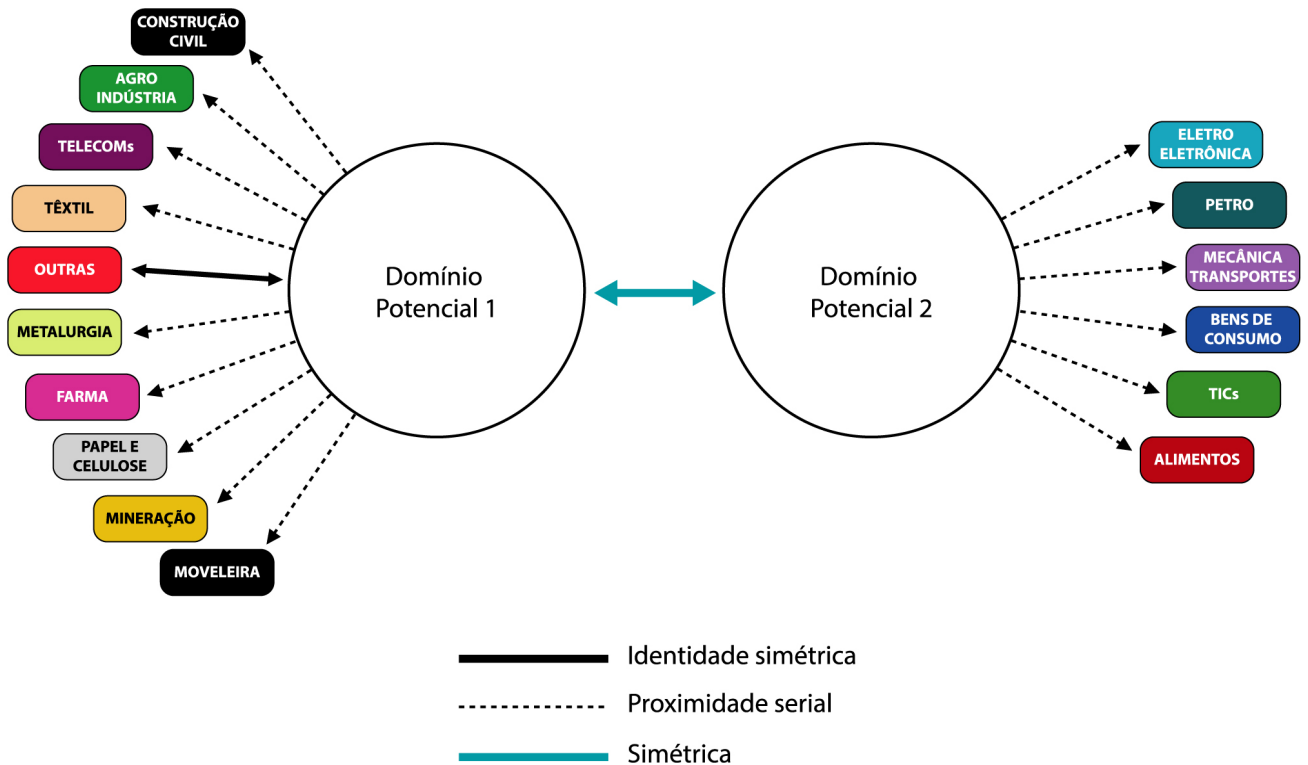 CONSTRUÇÃO
CIVIL
AGRO
INDÚSTRIA
TELECOMs
TÊXTIL
OUTRAS
METALURGIA
FARMA
PAPEL E
CELULOSE
MINERAÇÃO
MOVELEIRA
Domínio
Potencial 1
Domínio
Potencial 2
ELETRO
ELETRÔNICA
PETRO
MECÂNICA
TRANSPORTES
BENS DE
CONSUMO
TICs
ALIMENTOS
Identidade simétrica
Proximidade serial
Simétrica